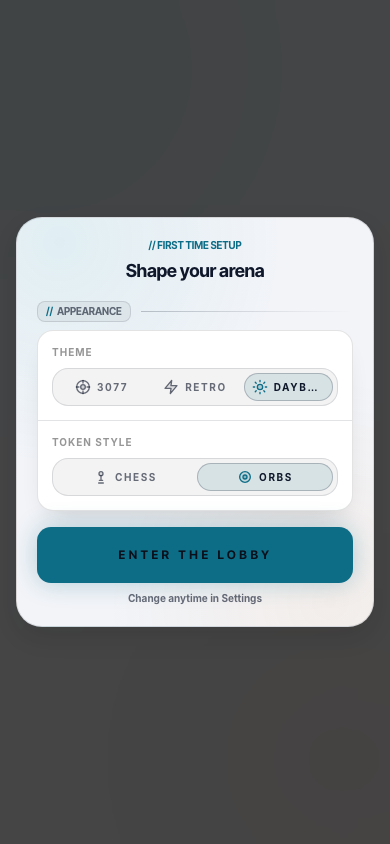 // FIRST TIME SETUP
Shape your arena
// APPEARANCE
THEME
3077 RETRO DAYB…
TOKEN STYLE
CHESS ORBS
ENTER THE LOBBY
Change anytime in Settings